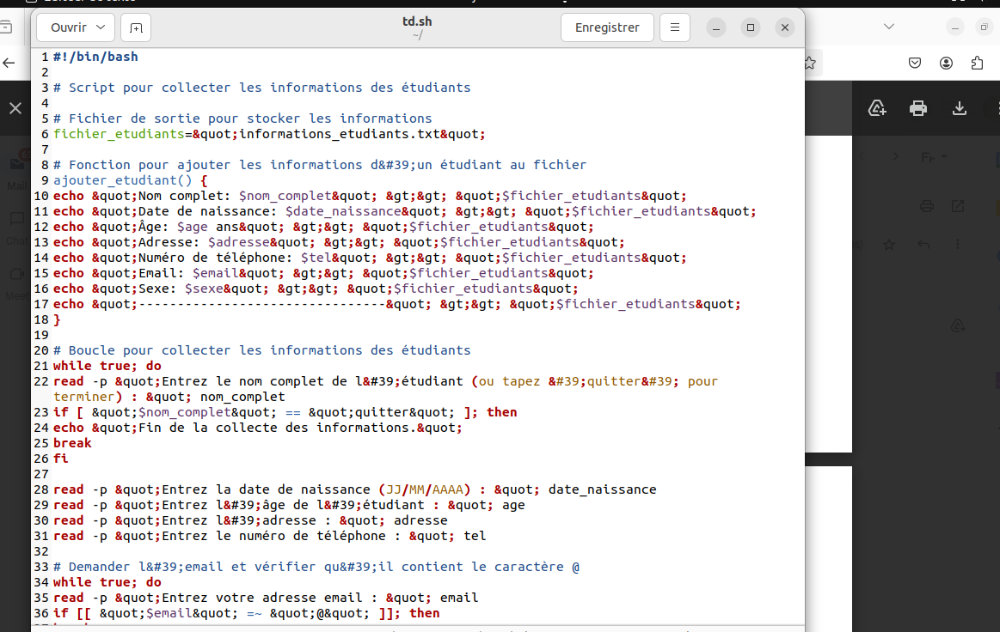 Ouvrir
td.sh
~/
Enregistrer
1 #!/bin/bash
2
3 # Script pour collecter les informations des étudiants
4
5 # Fichier de sortie pour stocker les informations
6 fichier_etudiants=&quot;informations_etudiants.txt&quot;
7
8 # Fonction pour ajouter les informations d&#39;un étudiant au fichier
9 ajouter_etudiant() {
10 echo &quot;Nom complet: $nom_complet&quot; &gt;&gt; &quot;$fichier_etudiants&quot;
11 echo &quot;Date de naissance: $date_naissance&quot; &gt;&gt; &quot;$fichier_etudiants&quot;
12 echo &quot;Âge: $age ans&quot; &gt;&gt; &quot;$fichier_etudiants&quot;
13 echo &quot;Adresse: $adresse&quot; &gt;&gt; &quot;$fichier_etudiants&quot;
14 echo &quot;Numéro de téléphone: $tel&quot; &gt;&gt; &quot;$fichier_etudiants&quot;
15 echo &quot;Email: $email&quot; &gt;&gt; &quot;$fichier_etudiants&quot;
16 echo &quot;Sexe: $sexe&quot; &gt;&gt; &quot;$fichier_etudiants&quot;
17 echo &quot;--------------------------------&quot; &gt;&gt; &quot;$fichier_etudiants&quot;
18 }
19
20 # Boucle pour collecter les informations des étudiants
21 while true; do
22 read -p &quot;Entrez le nom complet de l&#39;étudiant (ou tapez &#39;quitter&#39; pour
terminer) : &quot; nom_complet
23 if [ &quot;$nom_complet&quot; == &quot;quitter&quot; ]; then
24 echo &quot;Fin de la collecte des informations.&quot;
25 break
26 fi
27
28 read -p &quot;Entrez la date de naissance (JJ/MM/AAAA) : &quot; date_naissance
29 read -p &quot;Entrez l&#39;âge de l&#39;étudiant : &quot; age
30 read -p &quot;Entrez l&#39;adresse : &quot; adresse
31 read -p &quot;Entrez le numéro de téléphone : &quot; tel
32
33 # Demander l&#39;email et vérifier qu&#39;il contient le caractère @
34 while true; do
35 read -p &quot;Entrez votre adresse email : &quot; email
36 if [[ &quot;$email&quot; =~ &quot;@&quot; ]]; then